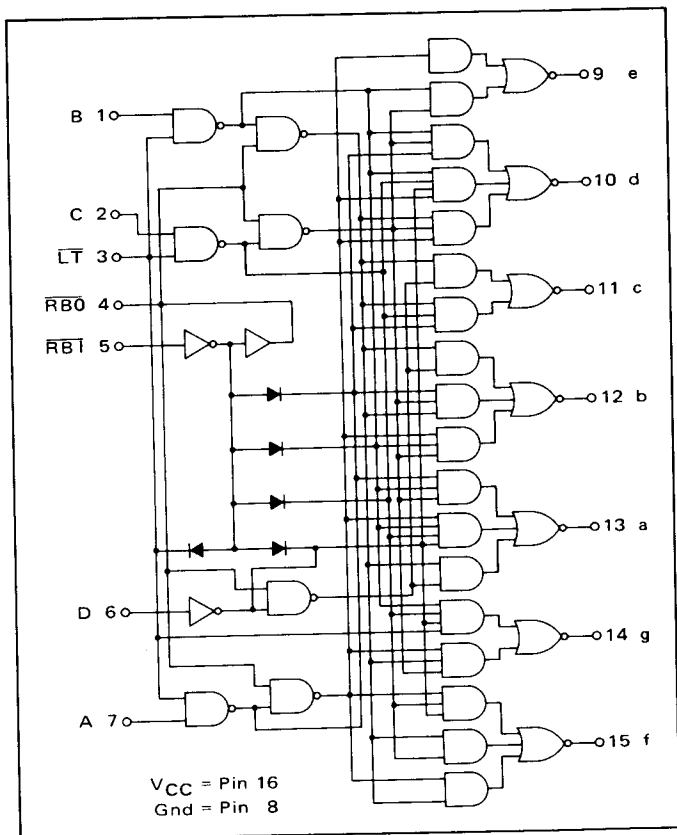 B 1
C 2
LT 3
RBO 4
RBI 5
D 6
A 7
9 e
10 d
11 c
12 b
13 a
14 g
15 f
VCC = Pin 16
Gnd = Pin 8